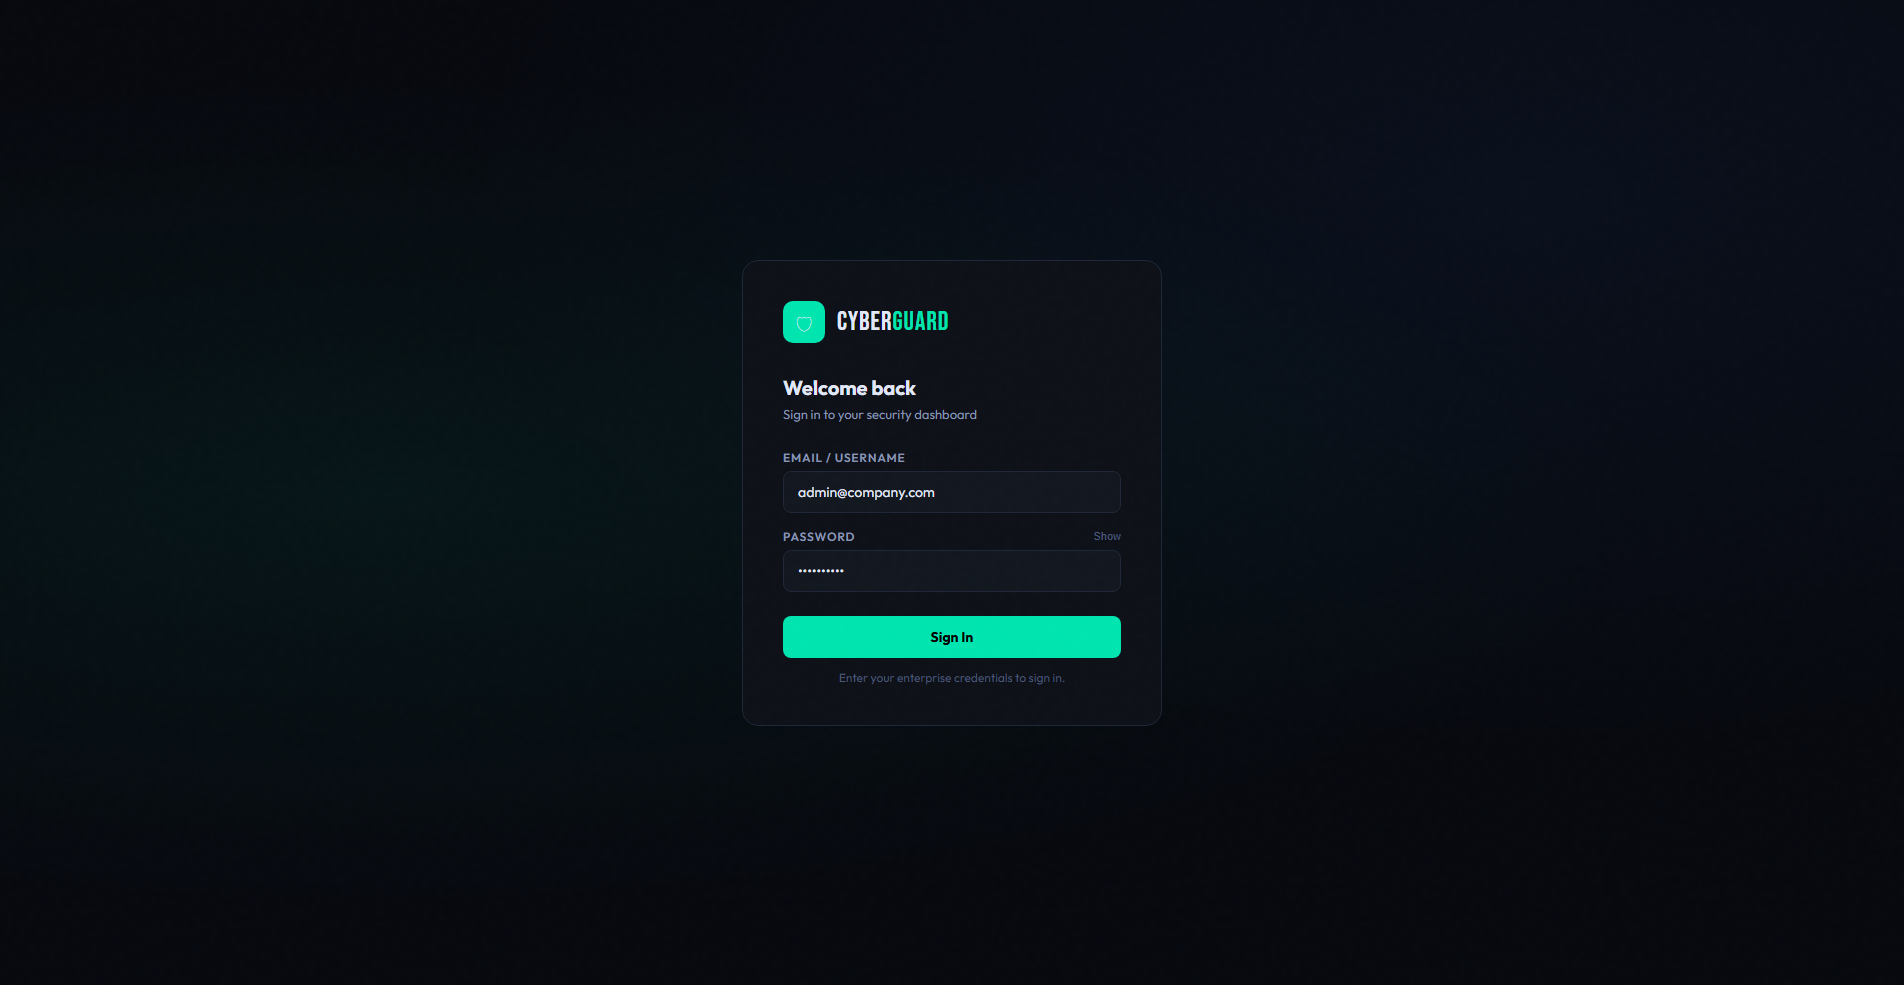 CYBERGUARD
Welcome back
Sign in to your security dashboard
EMAIL / USERNAME
admin@company.com
PASSWORD Show
••••••••••
Sign In
Enter your enterprise credentials to sign in.